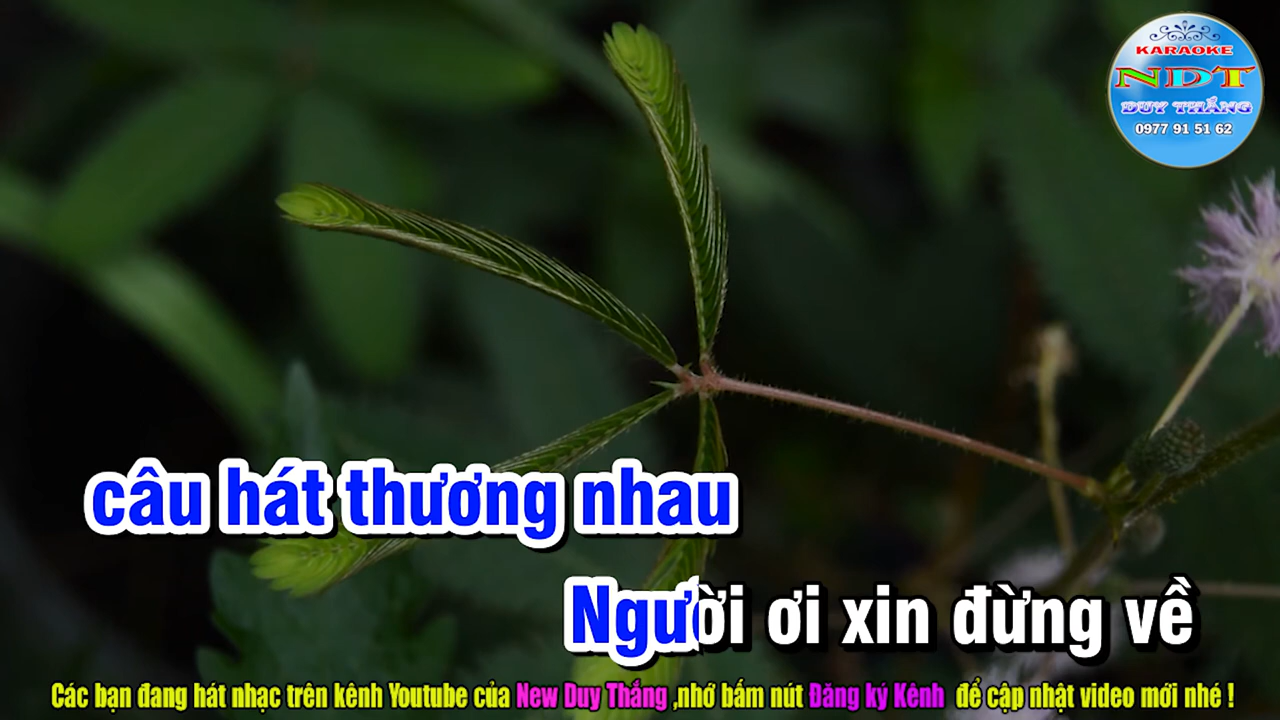 KARAOKE
NDT
DUY THẮNG
0977 91 51 62
câu hát thương nhau
Người ơi xin đừng về
Các bạn đang hát nhạc trên kênh Youtube của New Duy Thắng ,nhớ bấm nút Đăng ký Kênh để cập nhật video mới nhé !